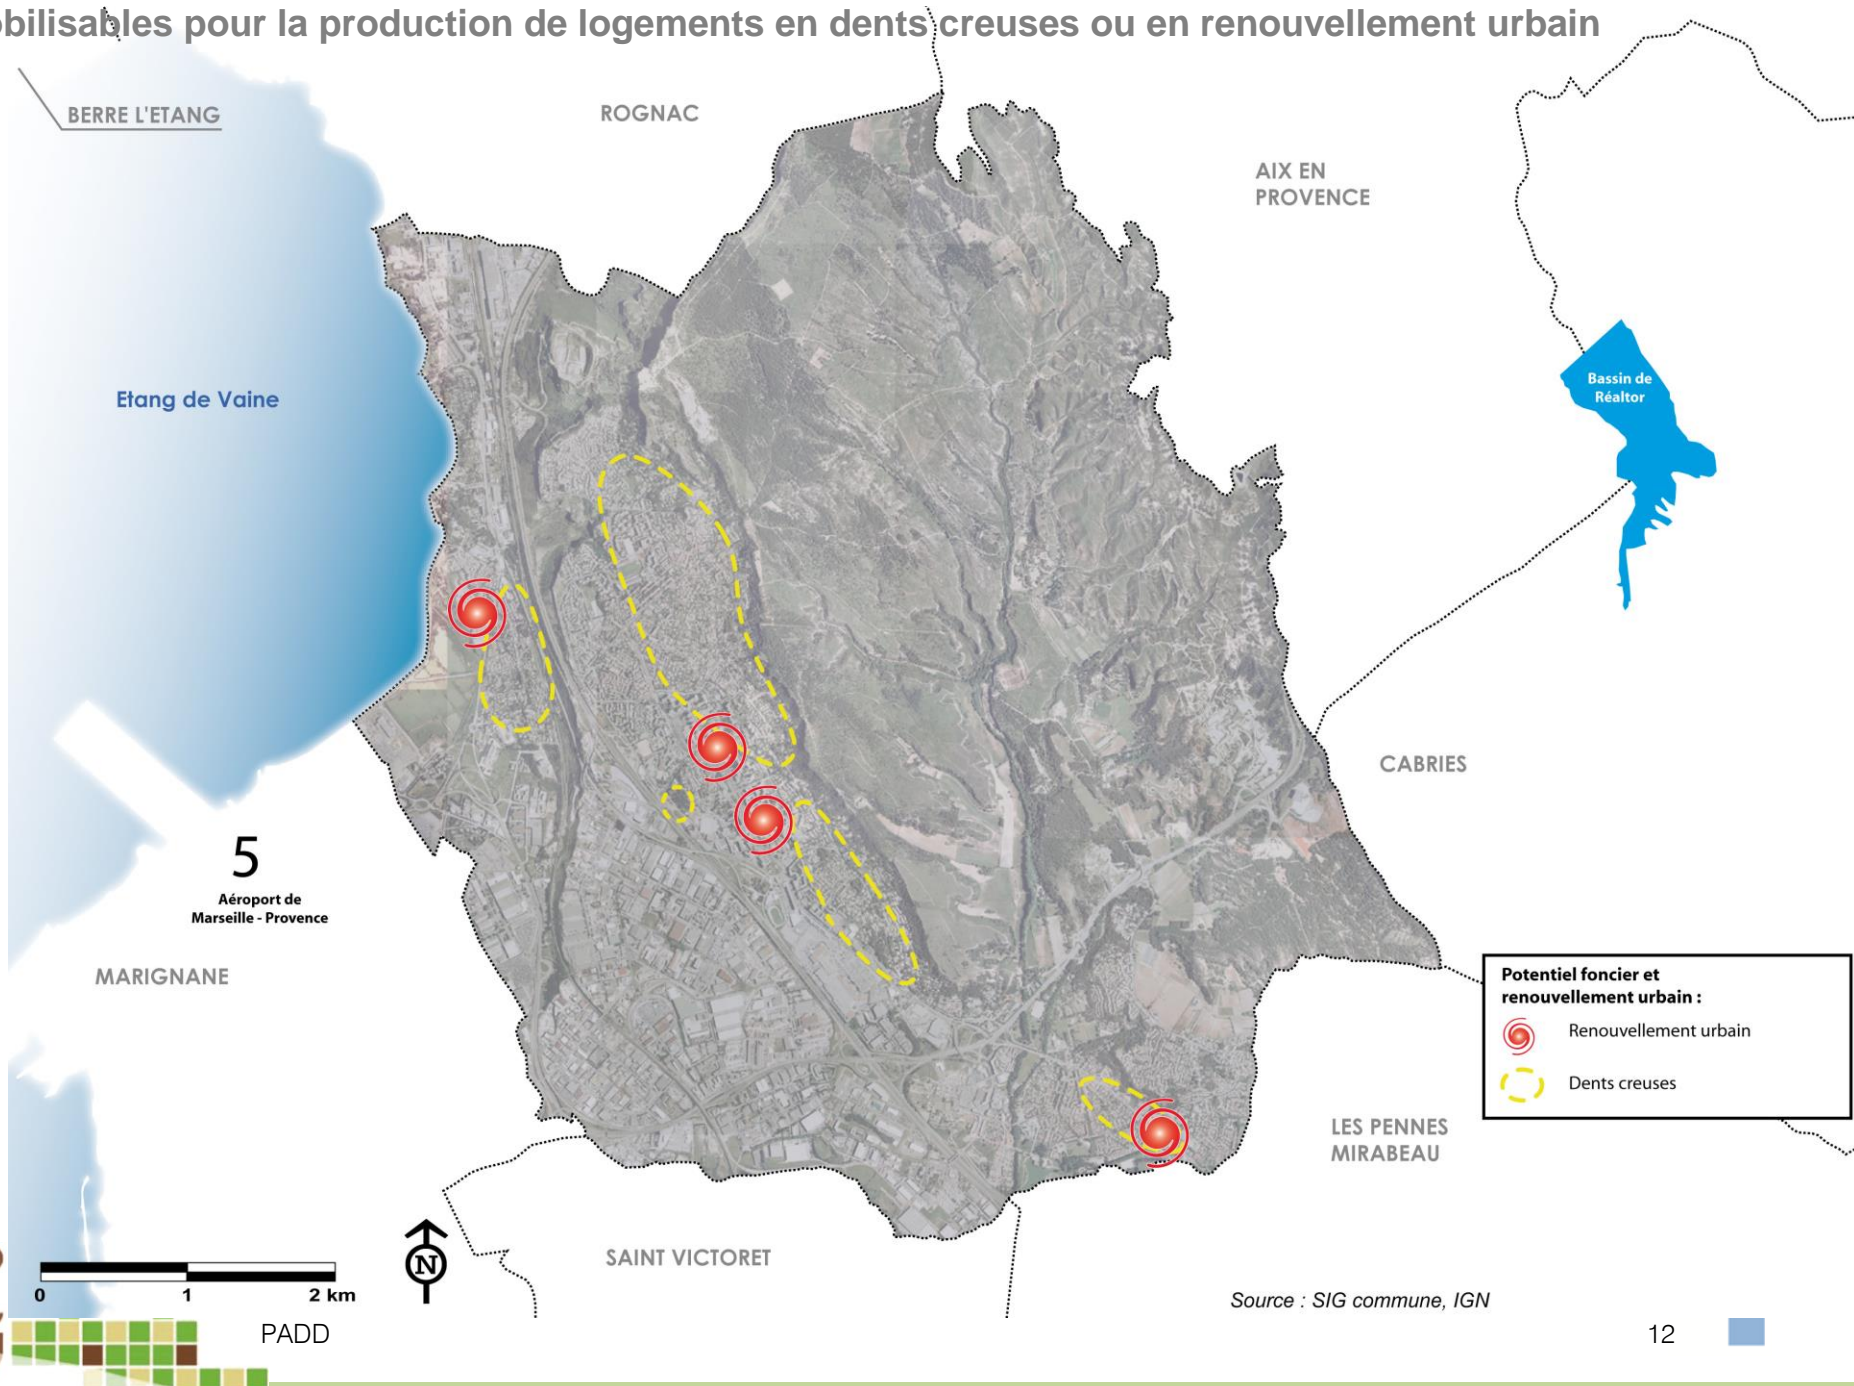 pour la production de logements en dents creuses ou en renouvellement urbain
BERRE L'ETANG
ROGNAC
AIX EN
PROVENCE
Etang de Vaine
Bassin de
Réaltor
CABRIES
5
Aéroport de
Marseille - Provence
MARIGNANE
Potentiel foncier et
renouvellement urbain :
Renouvellement urbain
Dents creuses
LES PENNES
MIRABEAU
SAINT VICTORET
N
0 1 2 km
Source : SIG commune, IGN
PADD
12